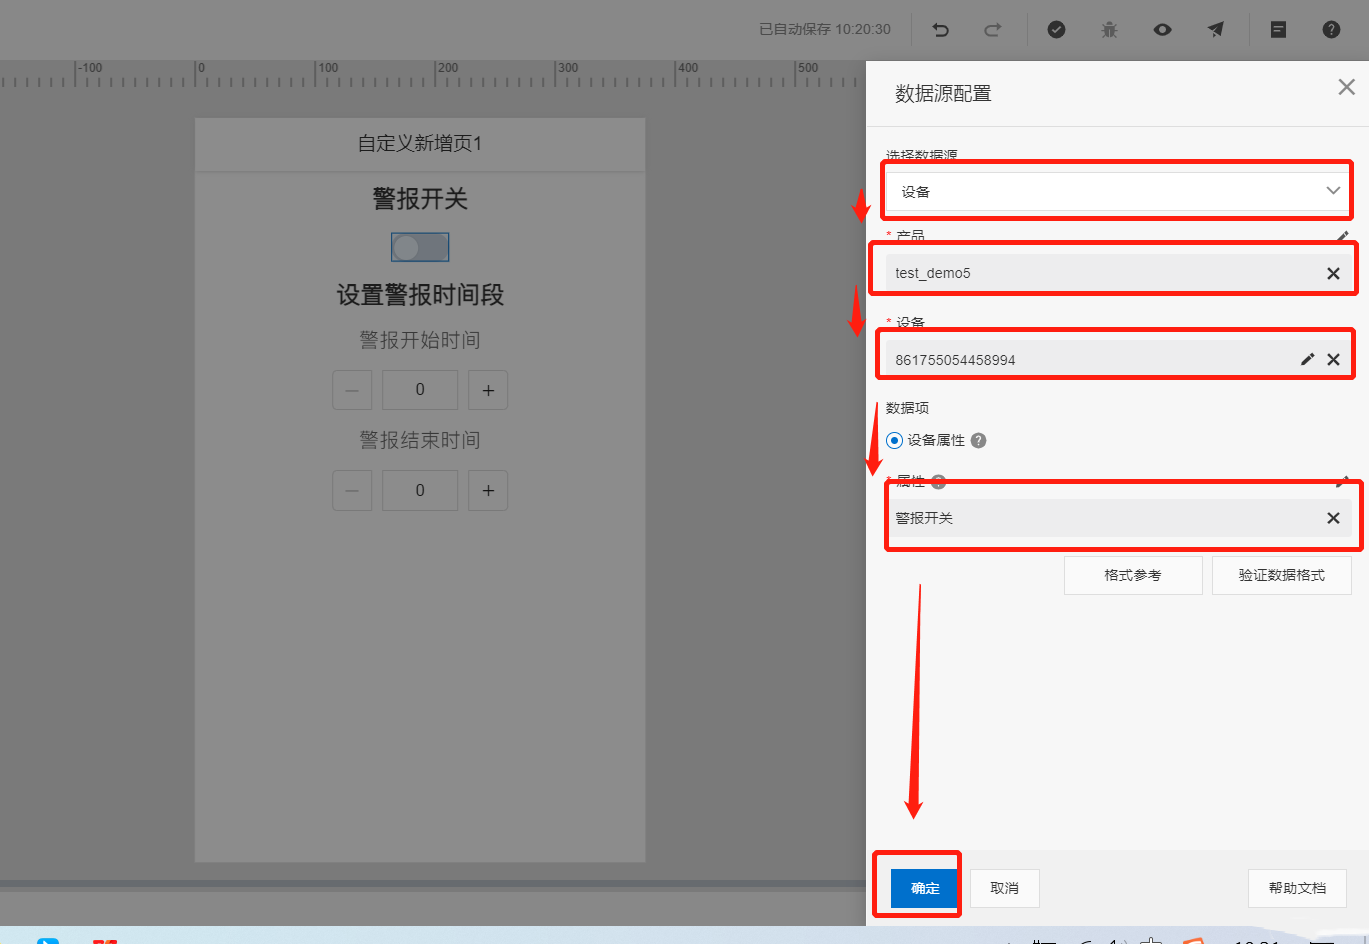 已自动保存 10:20:30
-100
0
100
200
300
400
500
自定义新增页1
警报开关
设置警报时间段
警报开始时间
— 0 +
警报结束时间
— 0 +
数据源配置
选择数据源
设备
* 产品
test_demo5
* 设备
861755054458994
数据项
设备属性 ?
* 属性 ?
警报开关
格式参考 验证数据格式
确定 取消 帮助文档